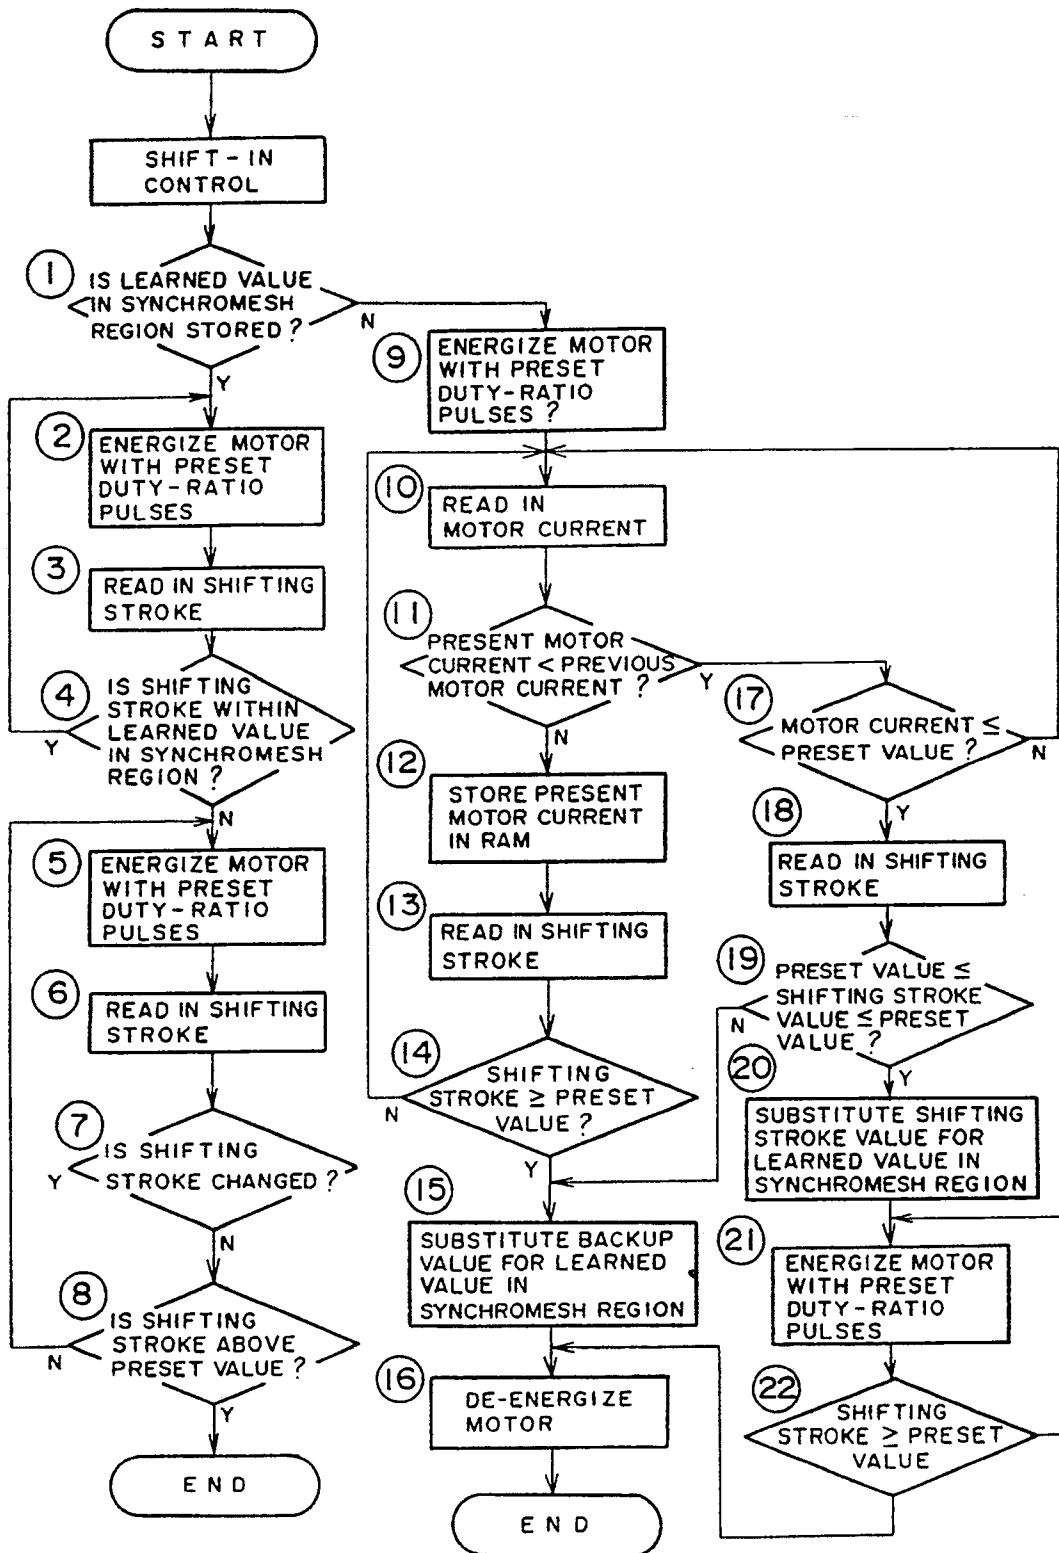 START
SHIFT-IN
CONTROL
1
IS LEARNED VALUE
IN SYNCHROMESH
REGION STORED ?
N
Y
2
ENERGIZE MOTOR
WITH PRESET
DUTY-RATIO
PULSES
3
READ IN SHIFTING
STROKE
4
IS SHIFTING
STROKE WITHIN
LEARNED VALUE
IN SYNCHROMESH
REGION ?
Y
N
5
ENERGIZE MOTOR
WITH PRESET
DUTY-RATIO
PULSES
6
READ IN SHIFTING
STROKE
7
IS SHIFTING
STROKE CHANGED ?
Y
N
8
IS SHIFTING
STROKE ABOVE
PRESET VALUE ?
N
Y
END
9
ENERGIZE MOTOR
WITH PRESET
DUTY-RATIO
PULSES ?
10
READ IN
MOTOR CURRENT
11
PRESENT MOTOR
CURRENT < PREVIOUS
MOTOR CURRENT ?
Y
N
12
STORE PRESENT
MOTOR CURRENT
IN RAM
13
READ IN SHIFTING
STROKE
14
SHIFTING
STROKE ≥ PRESET
VALUE ?
N
Y
15
SUBSTITUTE BACKUP
VALUE FOR LEARNED
VALUE IN
SYNCHROMESH REGION
16
DE-ENERGIZE
MOTOR
END
17
MOTOR CURRENT ≤
PRESET VALUE ?
N
Y
18
READ IN SHIFTING
STROKE
19
PRESET VALUE ≤
SHIFTING STROKE
VALUE ≤ PRESET
VALUE ?
N
Y
20
SUBSTITUTE SHIFTING
STROKE VALUE FOR
LEARNED VALUE IN
SYNCHROMESH REGION
21
ENERGIZE MOTOR
WITH PRESET
DUTY-RATIO
PULSES
22
SHIFTING
STROKE ≥ PRESET
VALUE